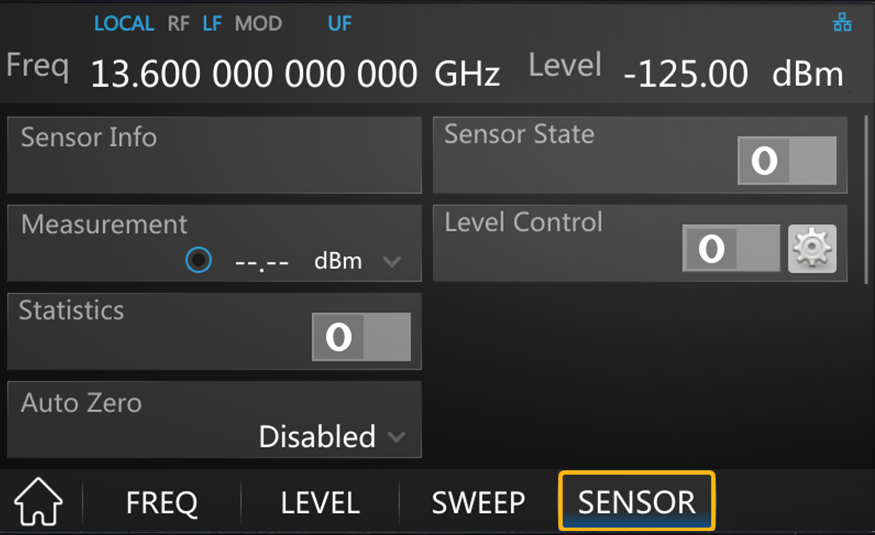 LOCAL RF LF MOD UF
Freq 13.600 000 000 000 GHz Level -125.00 dBm
Sensor Info
Sensor State
0
Measurement
--.-- dBm
Level Control
0
Statistics
0
Auto Zero
Disabled
FREQ LEVEL SWEEP SENSOR